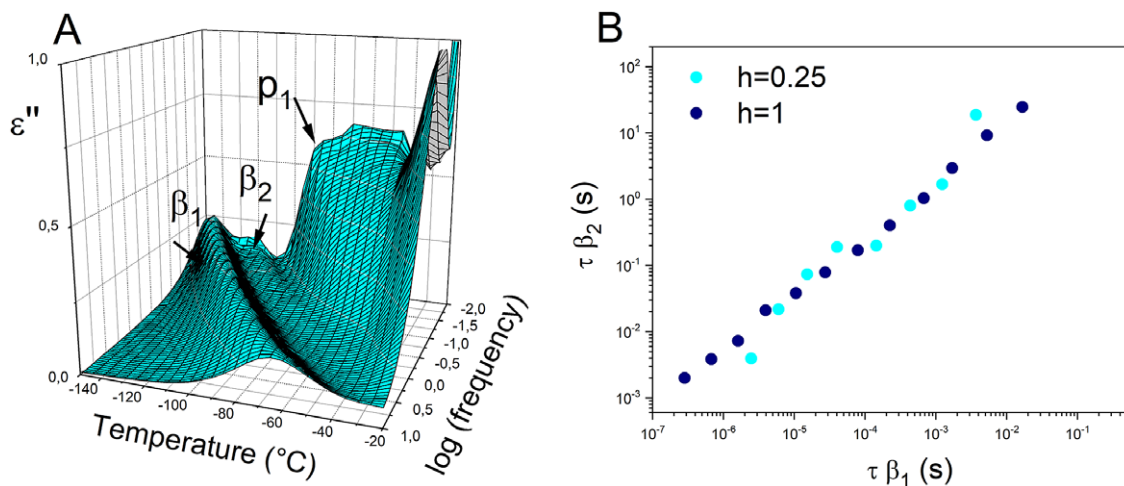 A
1,0
ε"
0,5
0,0
p₁
β₁
β₂
-140
-120
-100
-80
-60
-40
-20
Temperature (°C)
-2,0
-1,5
-1,0
-0,5
0,0
0,5
1,0
log (frequency)
B
h=0.25
h=1
10²
10¹
10⁰
10⁻¹
10⁻²
10⁻³
τ β₂ (s)
10⁻⁷
10⁻⁶
10⁻⁵
10⁻⁴
10⁻³
10⁻²
10⁻¹
τ β₁ (s)